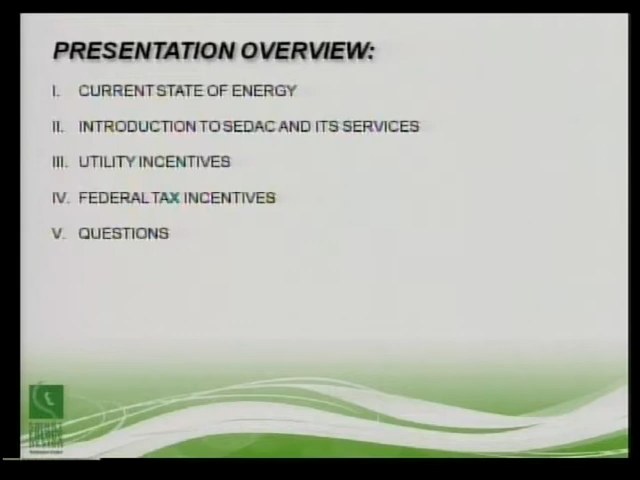 PRESENTATION OVERVIEW:
I. CURRENT STATE OF ENERGY
II. INTRODUCTION TO SEDAC AND ITS SERVICES
III. UTILITY INCENTIVES
IV. FEDERAL TAX INCENTIVES
V. QUESTIONS